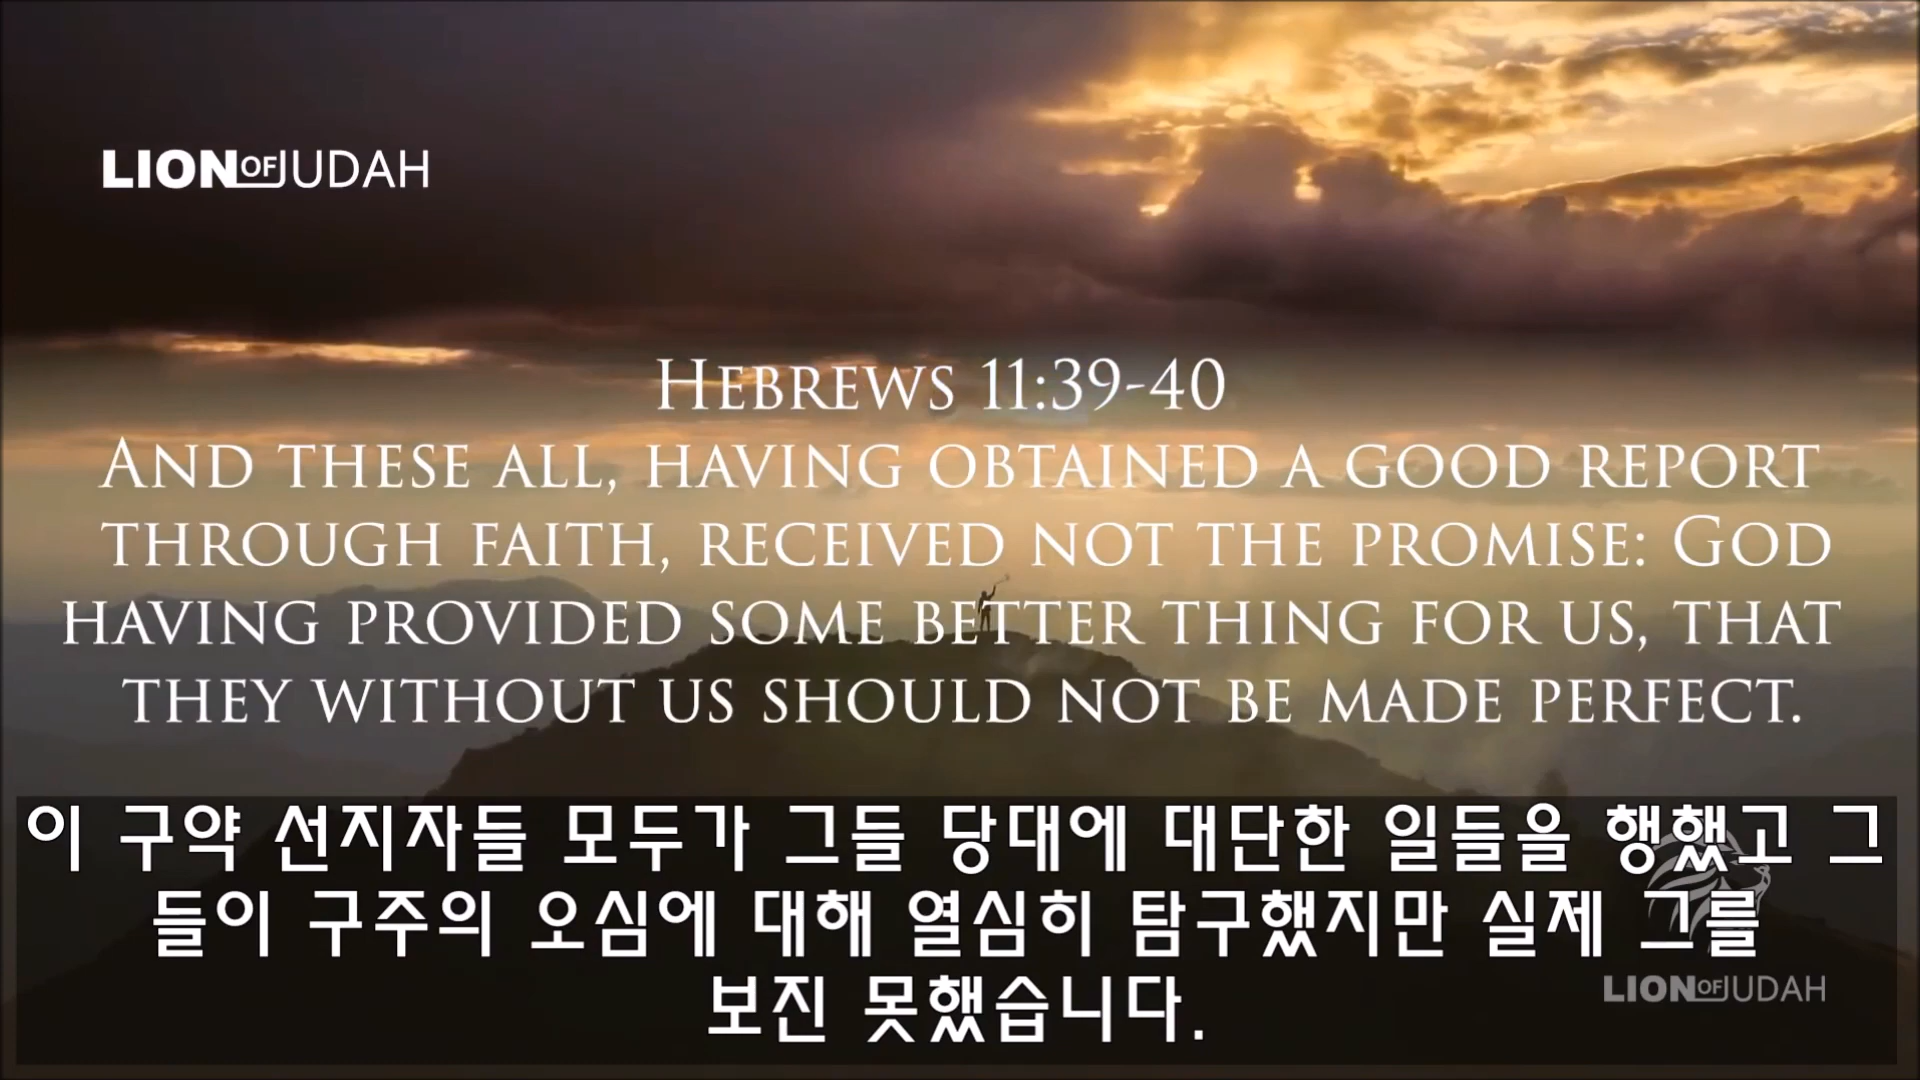 LION OF JUDAH
HEBREWS 11:39-40
AND THESE ALL, HAVING OBTAINED A GOOD REPORT
THROUGH FAITH, RECEIVED NOT THE PROMISE: GOD
HAVING PROVIDED SOME BETTER THING FOR US, THAT
THEY WITHOUT US SHOULD NOT BE MADE PERFECT.
이 구약 선지자들 모두가 그들 당대에 대단한 일들을 행했고 그
들이 구주의 오심에 대해 열심히 탐구했지만 실제 그를
보진 못했습니다.
LION OF JUDAH